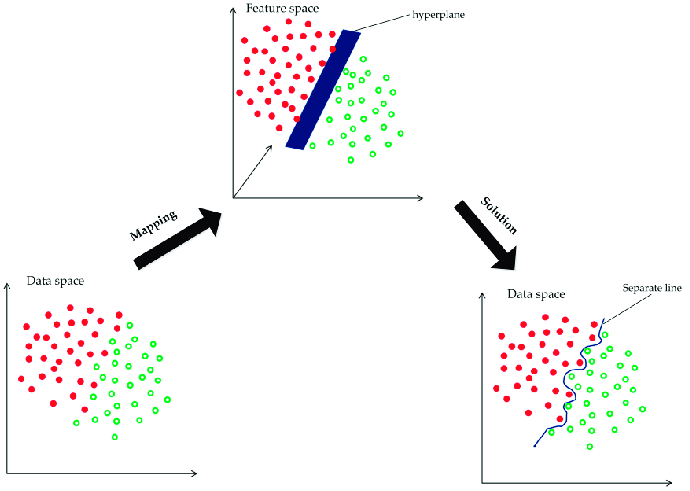 Feature space
hyperplane
Mapping
Solution
Data space
Data space
Separate line